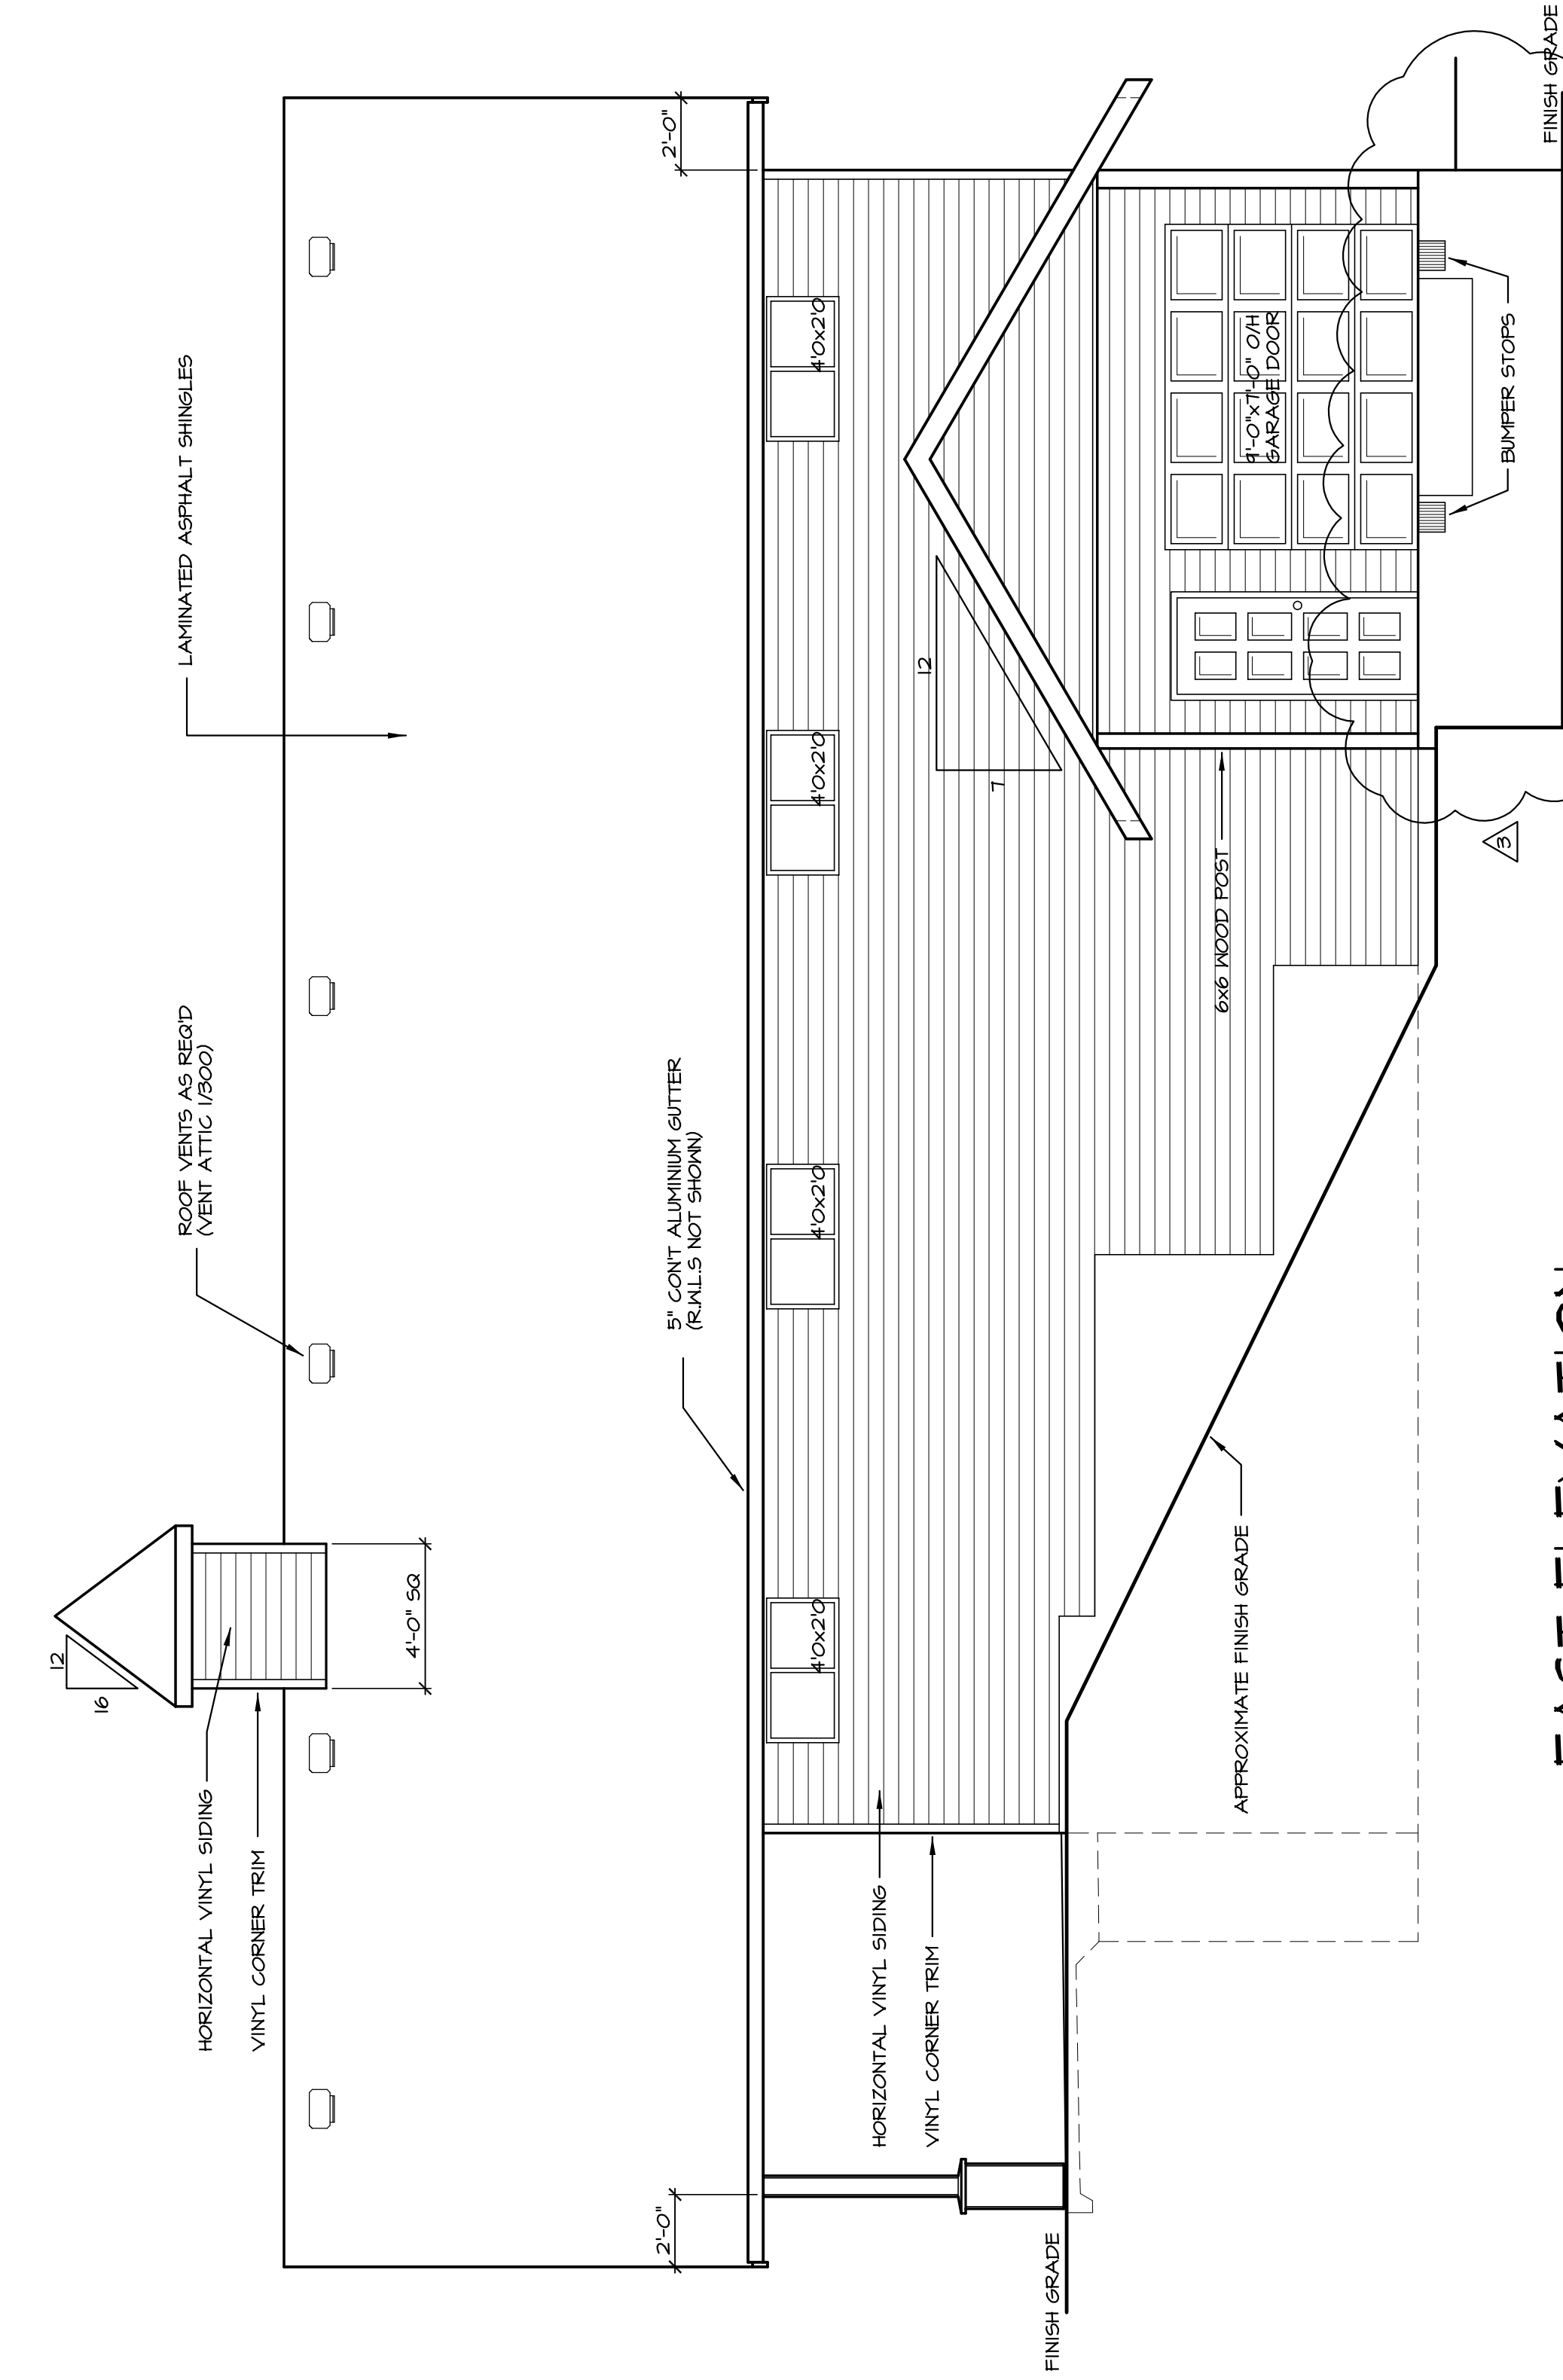 12
16
HORIZONTAL VINYL SIDING
VINYL CORNER TRIM
4'-0" SQ
ROOF VENTS AS REQ'D
(VENT ATTIC 1/300)
LAMINATED ASPHALT SHINGLES
2'-0"
5" CON'T ALUMINIUM GUTTER
(R.W.L.S NOT SHOWN)
2'-0"
4'0x2'0
4'0x2'0
4'0x2'0
4'0x2'0
HORIZONTAL VINYL SIDING
VINYL CORNER TRIM
12
7
FINISH GRADE
APPROXIMATE FINISH GRADE
6x6 WOOD POST
9'-0"x7'-0" O/H
GARAGE DOOR
BUMPER STOPS
3
FINISH GRADE
EAST ELEVATION